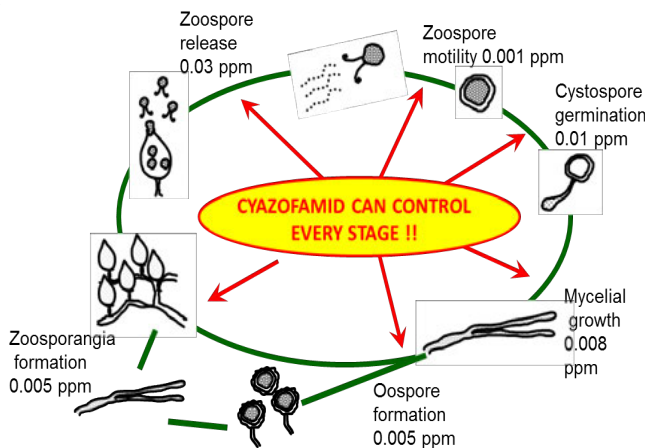 Zoospore
release
0.03 ppm
Zoospore
motility 0.001 ppm
Cystospore
germination
0.01 ppm
CYAZOFAMID CAN CONTROL
EVERY STAGE !!
Mycelial
growth
0.008
ppm
Zoosporangia
formation
0.005 ppm
Oospore
formation
0.005 ppm